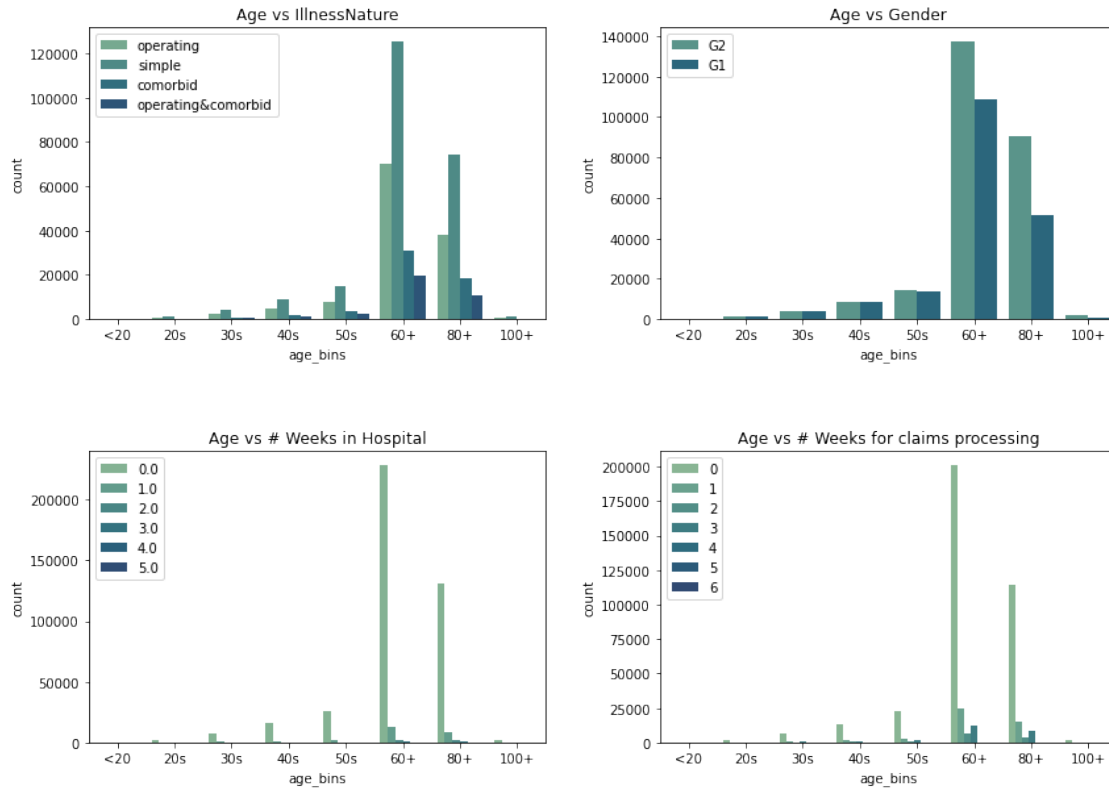 Age vs IllnessNature
operating
simple
comorbid
operating&comorbid
120000
100000
80000
60000
40000
20000
0
count
<20 20s 30s 40s 50s 60+ 80+ 100+
age_bins
Age vs Gender
G2
G1
140000
120000
100000
80000
60000
40000
20000
0
count
<20 20s 30s 40s 50s 60+ 80+ 100+
age_bins
Age vs # Weeks in Hospital
0.0
1.0
2.0
3.0
4.0
5.0
200000
150000
100000
50000
0
count
<20 20s 30s 40s 50s 60+ 80+ 100+
age_bins
Age vs # Weeks for claims processing
0
1
2
3
4
5
6
200000
175000
150000
125000
100000
75000
50000
25000
0
count
<20 20s 30s 40s 50s 60+ 80+ 100+
age_bins